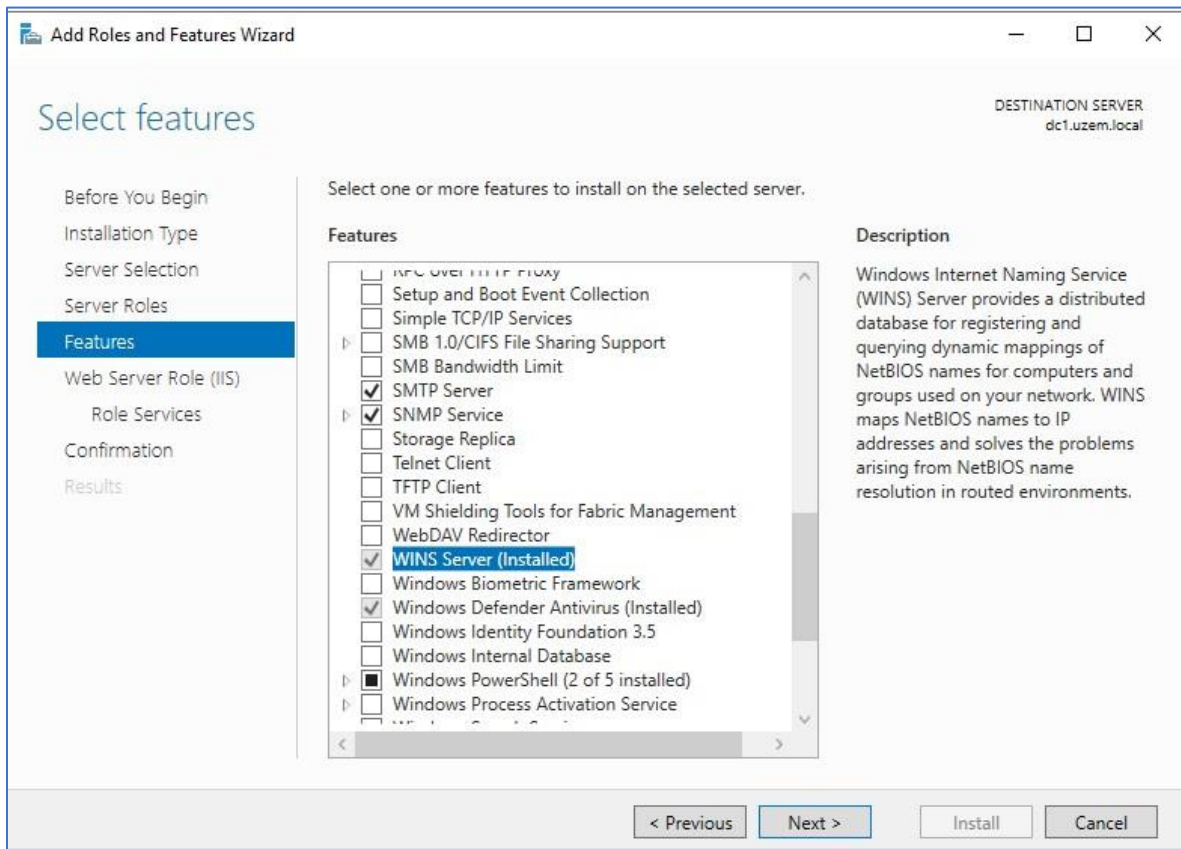 Add Roles and Features Wizard
Select features
DESTINATION SERVER
dc1.uzem.local
Before You Begin
Installation Type
Server Selection
Server Roles
Features
Web Server Role (IIS)
Role Services
Confirmation
Results
Select one or more features to install on the selected server.
Features
RPC over HTTP Proxy
Setup and Boot Event Collection
Simple TCP/IP Services
SMB 1.0/CIFS File Sharing Support
SMB Bandwidth Limit
SMTP Server
SNMP Service
Storage Replica
Telnet Client
TFTP Client
VM Shielding Tools for Fabric Management
WebDAV Redirector
WINS Server (Installed)
Windows Biometric Framework
Windows Defender Antivirus (Installed)
Windows Identity Foundation 3.5
Windows Internal Database
Windows PowerShell (2 of 5 installed)
Windows Process Activation Service
Description
Windows Internet Naming Service
(WINS) Server provides a distributed
database for registering and
querying dynamic mappings of
NetBIOS names for computers and
groups used on your network. WINS
maps NetBIOS names to IP
addresses and solves the problems
arising from NetBIOS name
resolution in routed environments.
< Previous
Next >
Install
Cancel